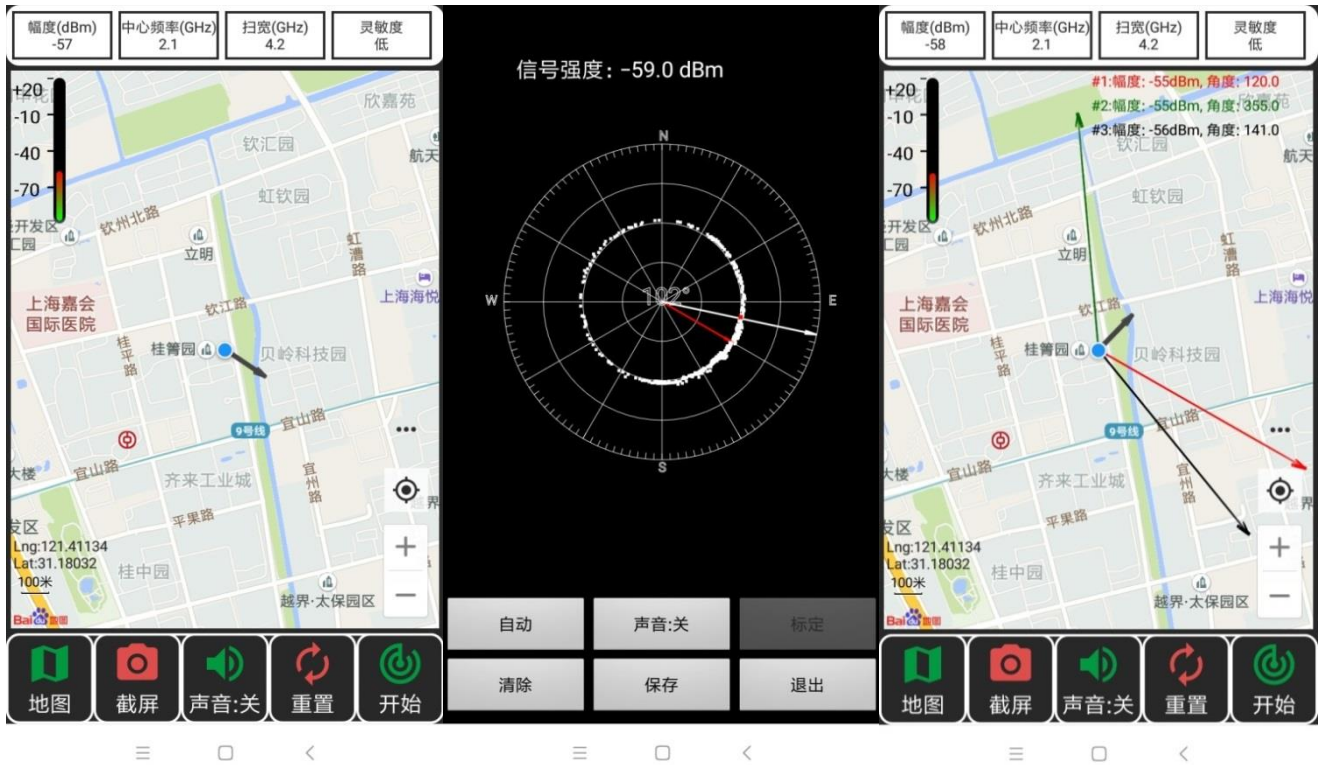 幅度(dBm)
-57
中心频率(GHz)
2.1
扫宽(GHz)
4.2
灵敏度
低
+20
-10
-40
-70
欣嘉苑
钦汇园
航天
虹钦园
钦州北路
开发区
立明
虹漕路
上海嘉会
国际医院
上海海悦
钦江路
桂平路
桂箐园
贝岭科技园
9号线
宜山路
大楼
宜山路
齐来工业城
宜州路
平果路
发区
Lng:121.41134
Lat:31.18032
100米
桂中园
越界·太保园区
Bai
地图
截屏
声音:关
重置
开始
信号强度: -59.0 dBm
N
W
E
S
102°
自动
声音:关
标定
清除
保存
退出
幅度(dBm)
-58
中心频率(GHz)
2.1
扫宽(GHz)
4.2
灵敏度
低
+20
-10
-40
-70
#1:幅度: -55dBm, 角度: 120.0
#2:幅度: -55dBm, 角度: 355.0
#3:幅度: -56dBm, 角度: 141.0
钦汇园
航天
虹钦园
钦州北路
开发区
立明
虹漕路
上海嘉会
国际医院
上海海悦
钦江路
桂平路
桂箐园
贝岭科技园
9号线
宜山路
大楼
宜山路
齐来工业城
宜州路
平果路
发区
Lng:121.41134
Lat:31.18032
100米
桂中园
越界·太保园区
Bai
地图
截屏
声音:关
重置
开始